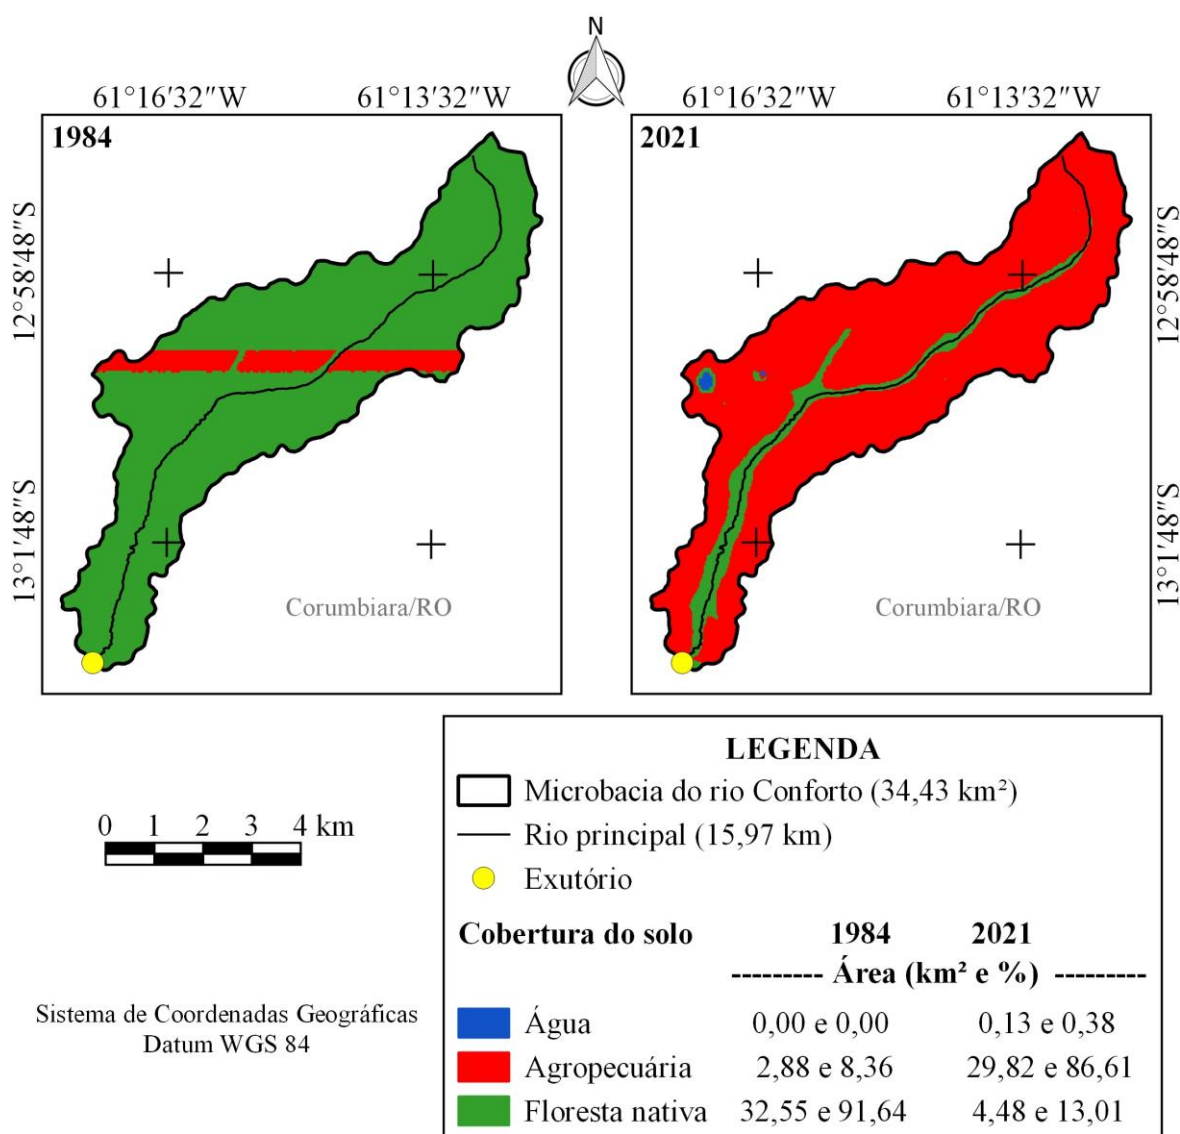 N
61°16′32″W 61°13′32″W 61°16′32″W 61°13′32″W
1984
2021
12°58′48″S
13°1′48″S
12°58′48″S
13°1′48″S
Corumbiara/RO
Corumbiara/RO
0 1 2 3 4 km
Sistema de Coordenadas Geográficas
Datum WGS 84
LEGENDA
Microbacia do rio Conforto (34,43 km²)
Rio principal (15,97 km)
Exutório
Cobertura do solo 1984 2021
--------- Área (km² e %) ---------
Água 0,00 e 0,00 0,13 e 0,38
Agropecuária 2,88 e 8,36 29,82 e 86,61
Floresta nativa 32,55 e 91,64 4,48 e 13,01